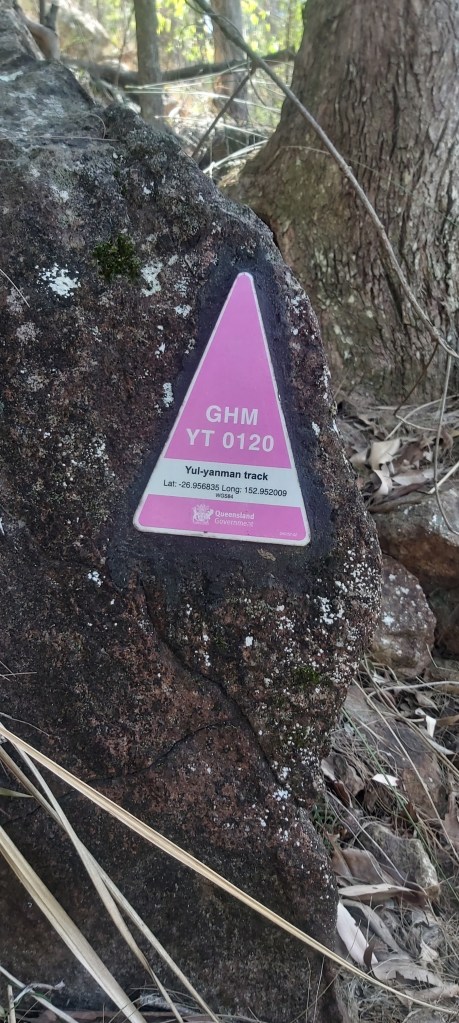 GHM
YT 0120
Yul-yanman track
Lat: -26.956835 Long: 152.952009
WGS84
Queensland
Government